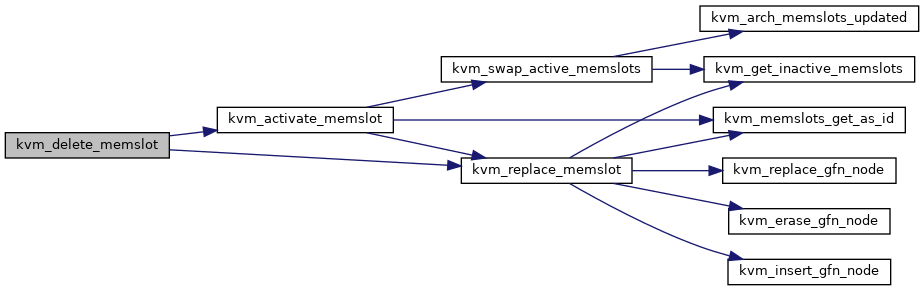 kvm_delete_memslot
kvm_activate_memslot
kvm_swap_active_memslots
kvm_replace_memslot
kvm_arch_memslots_updated
kvm_get_inactive_memslots
kvm_memslots_get_as_id
kvm_replace_gfn_node
kvm_erase_gfn_node
kvm_insert_gfn_node